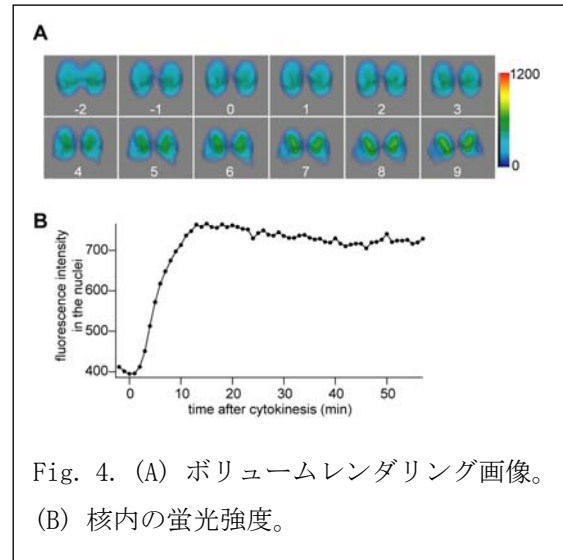 A
-2 -1 0 1 2 3
1200
4 5 6 7 8 9
0
B
fluorescence intensity
in the nuclei
700
600
500
400
0 10 20 30 40 50
time after cytokinesis (min)
Fig. 4. (A) ボリュームレンダリング画像。
(B) 核内の蛍光強度。